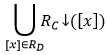 ⋃ R_C↓([x])
[x]∈R_D